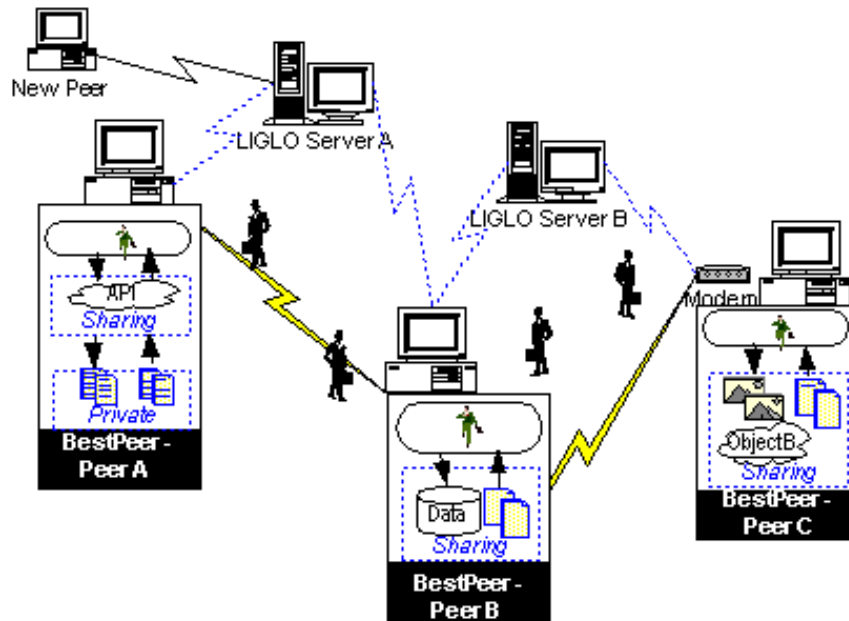 New Peer
LIGLO Server A
LIGLO Server B
Modem
API
Sharing
Private
BestPeer -
Peer A
Data
Sharing
BestPeer -
Peer B
ObjectB
Sharing
BestPeer -
Peer C